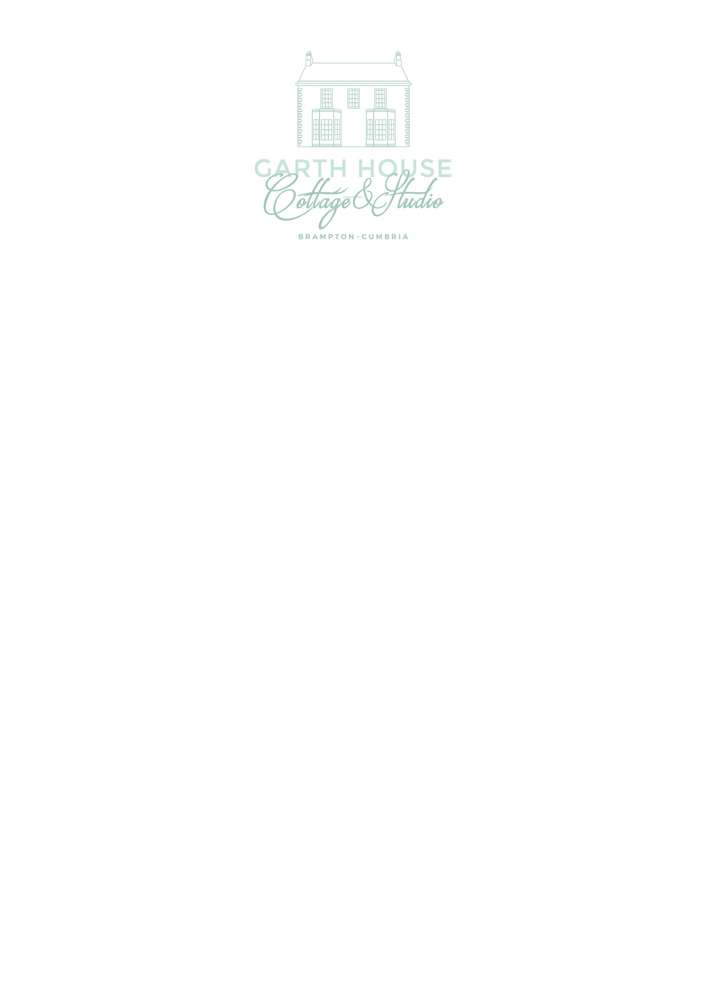 GARTH HOUSE
Cottage & Studio
BRAMPTON · CUMBRIA